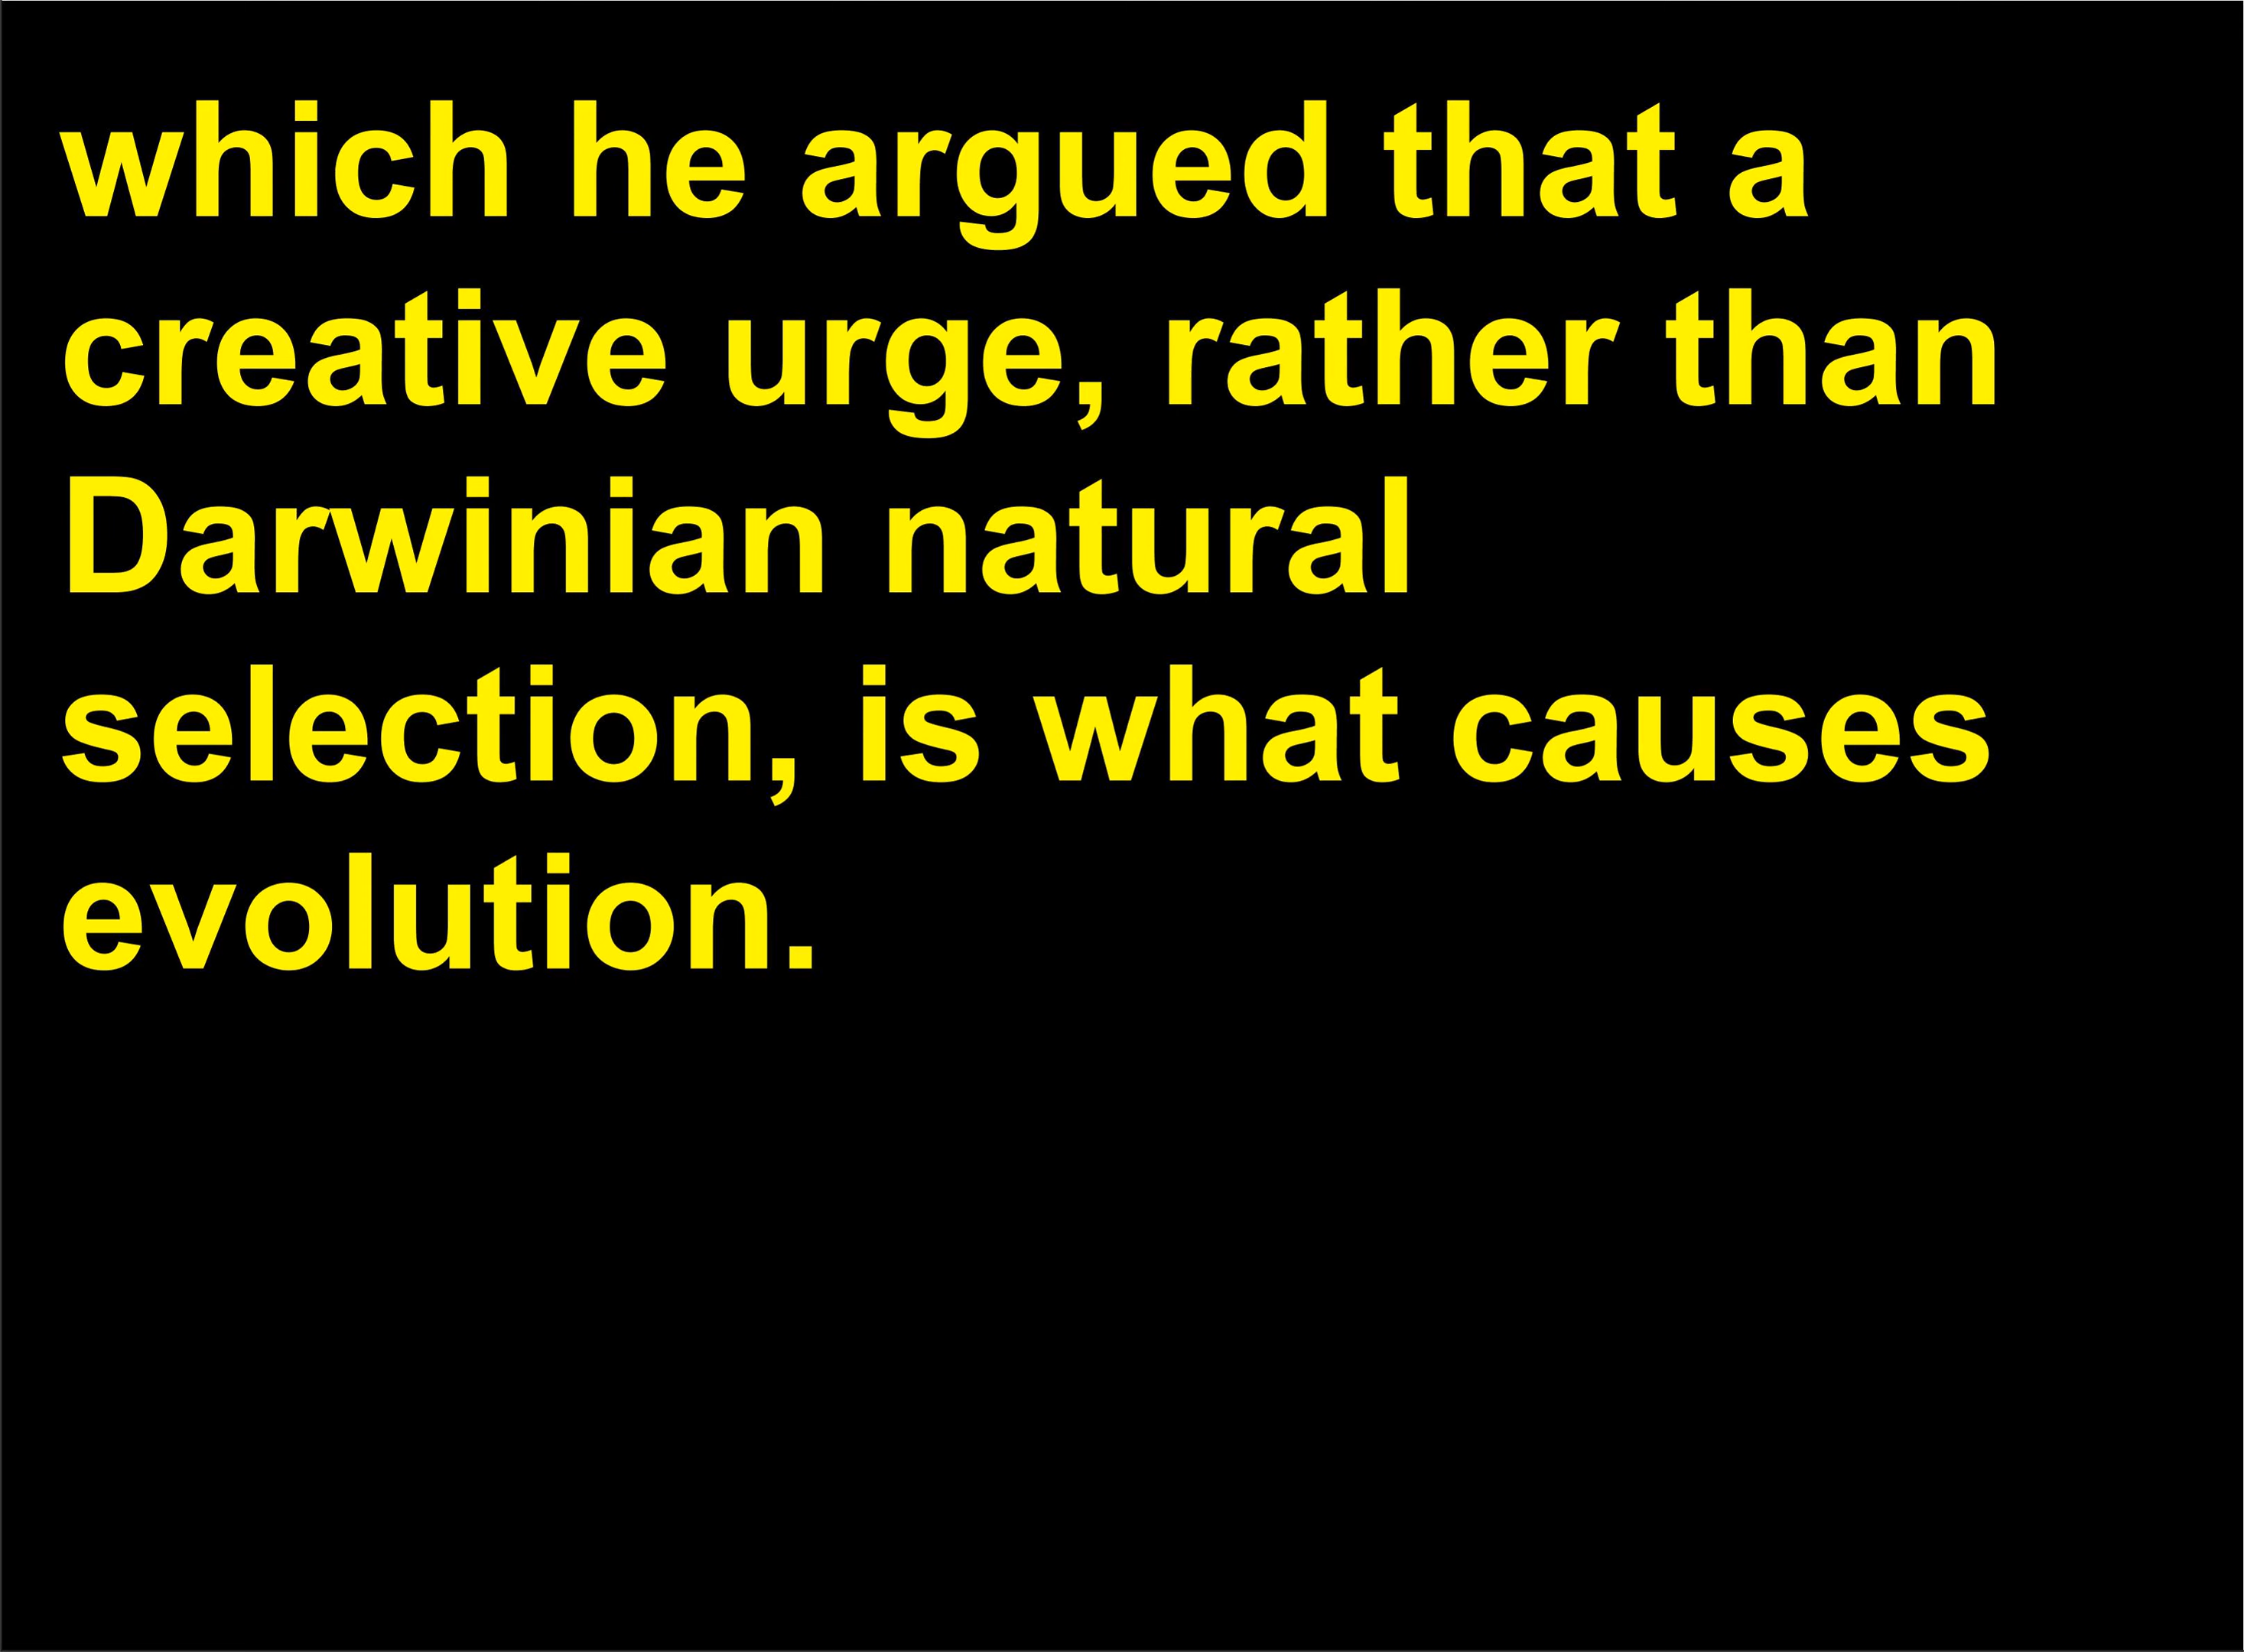 which he argued that a
creative urge, rather than
Darwinian natural
selection, is what causes
evolution.